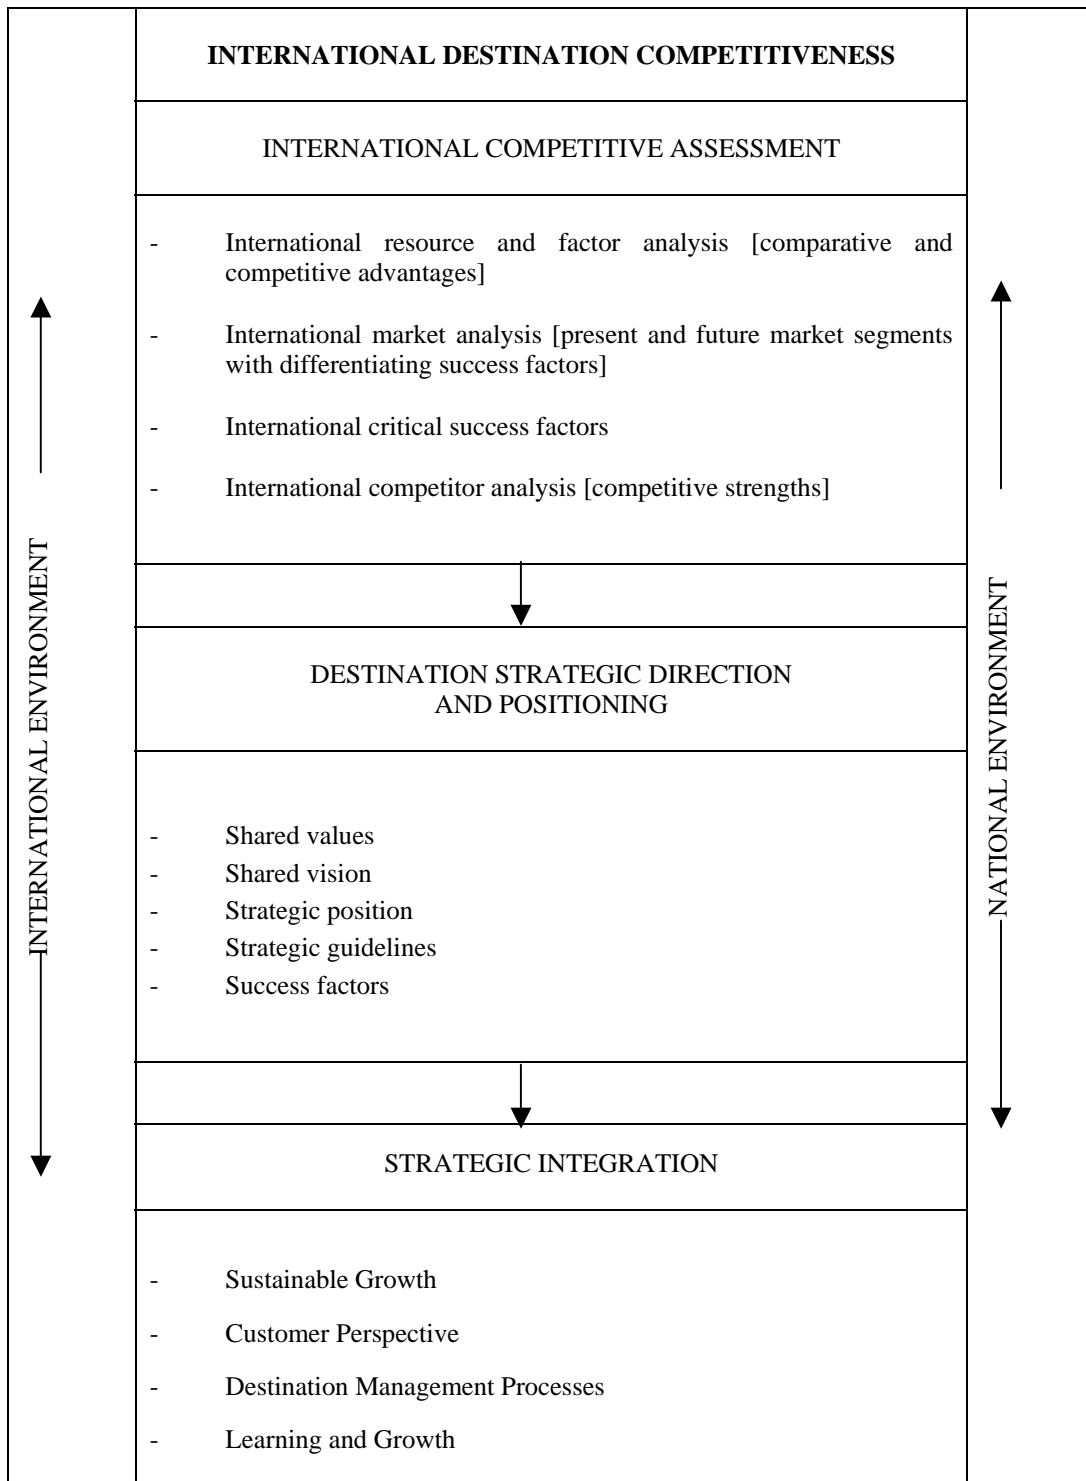 INTERNATIONAL DESTINATION COMPETITIVENESS
INTERNATIONAL COMPETITIVE ASSESSMENT
- International resource and factor analysis [comparative and
competitive advantages]
- International market analysis [present and future market segments
with differentiating success factors]
- International critical success factors
- International competitor analysis [competitive strengths]
INTERNATIONAL ENVIRONMENT
NATIONAL ENVIRONMENT
DESTINATION STRATEGIC DIRECTION
AND POSITIONING
- Shared values
- Shared vision
- Strategic position
- Strategic guidelines
- Success factors
STRATEGIC INTEGRATION
- Sustainable Growth
- Customer Perspective
- Destination Management Processes
- Learning and Growth